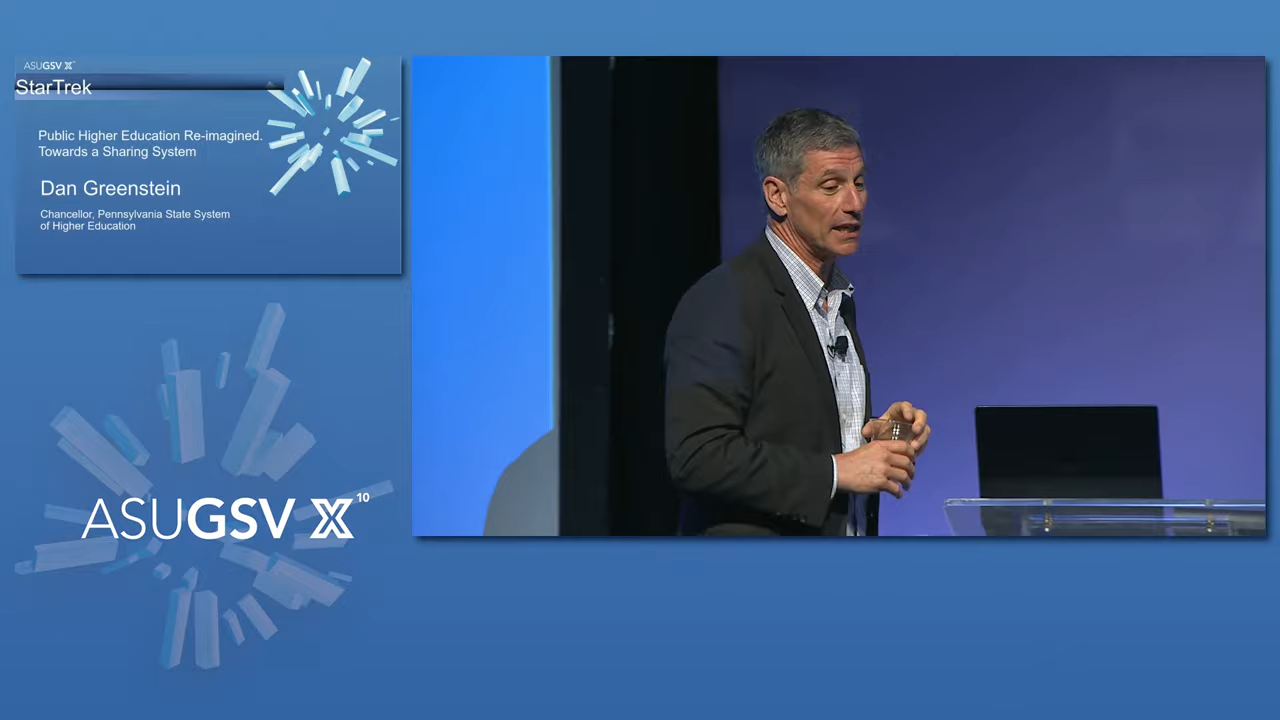 ASUGSV X
StarTrek
Public Higher Education Re-imagined.
Towards a Sharing System
Dan Greenstein
Chancellor, Pennsylvania State System
of Higher Education
ASUGSV X 10